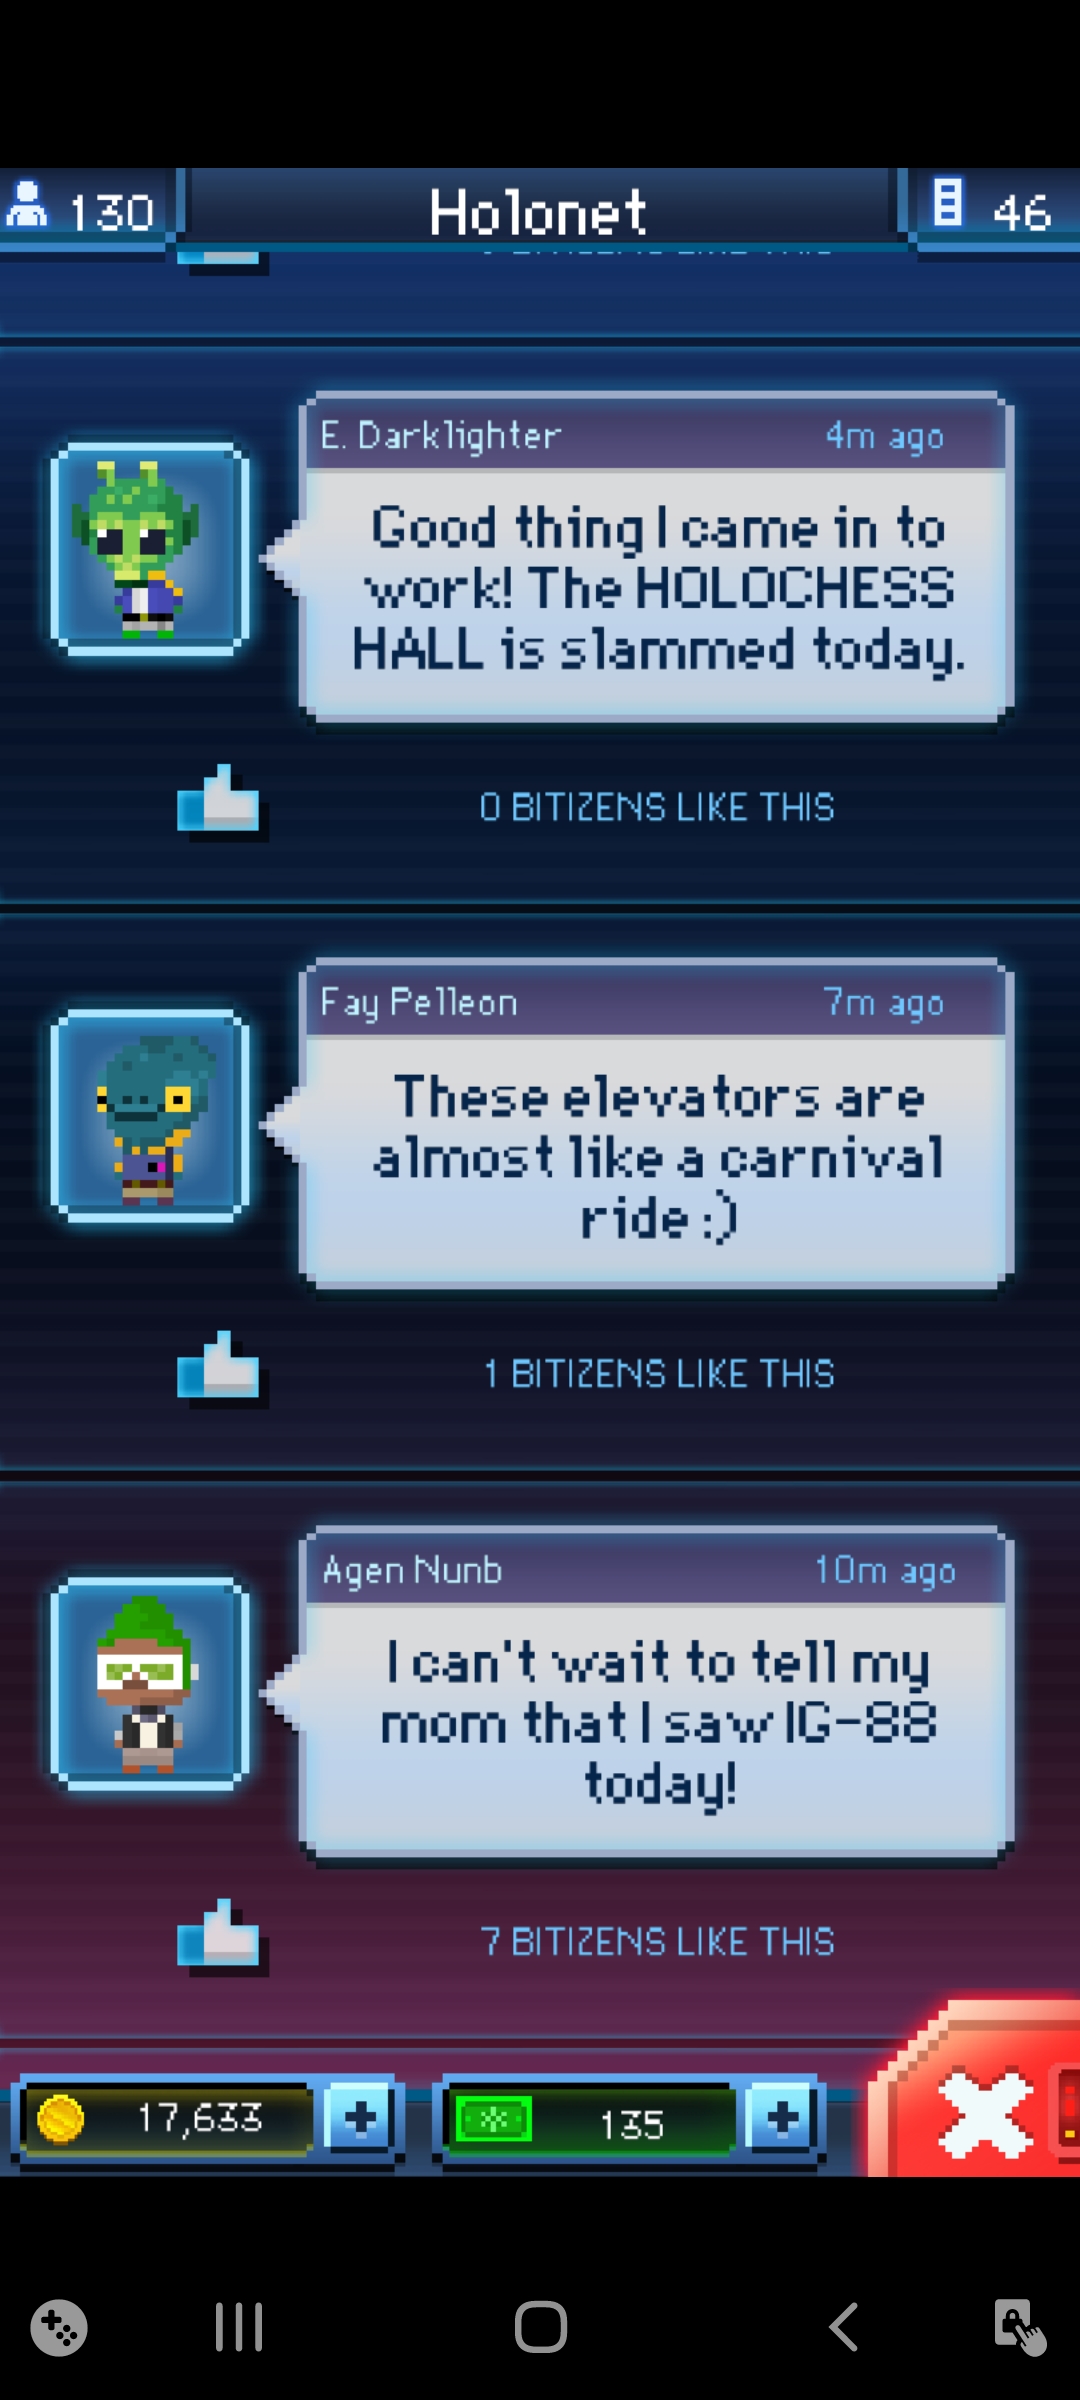 130
Holonet
46
E. Darklighter
4m ago
Good thing I came in to
work! The HOLOCHESS
HALL is slammed today.
0 BITIZENS LIKE THIS
Fay Pelleon
7m ago
These elevators are
almost like a carnival
ride :)
1 BITIZENS LIKE THIS
Agen Nunb
10m ago
I can't wait to tell my
mom that I saw IG-88
today!
7 BITIZENS LIKE THIS
17,633
135